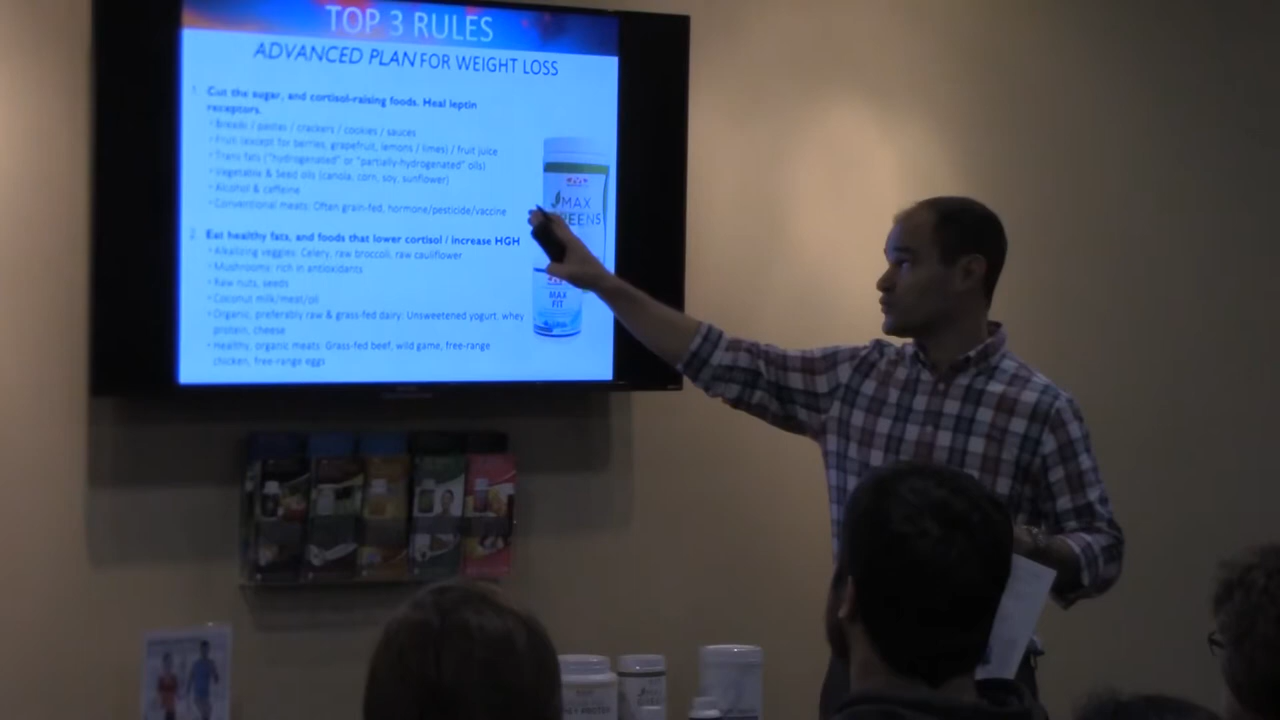 TOP 3 RULES
ADVANCED PLAN FOR WEIGHT LOSS
1. Cut the sugar, and cortisol-raising foods. Heal leptin
receptors.
• Breads / pastas / crackers / cookies / sauces
• Fruit (except for berries, grapefruit, lemons / limes) / fruit juice
• Trans fats ("hydrogenated" or "partially-hydrogenated" oils)
• Vegetable & Seed oils (canola, corn, soy, sunflower)
• Alcohol & caffeine
• Conventional meats: Often grain-fed, hormone/pesticide/vaccine
2. Eat healthy fats, and foods that lower cortisol / increase HGH
• Alkalizing veggies: Celery, raw broccoli, raw cauliflower
• Mushrooms: rich in antioxidants
• Raw nuts, seeds
• Coconut milk/meat/oil
• Organic, preferably raw & grass-fed dairy: Unsweetened yogurt, whey
protein, cheese
• Healthy, organic meats: Grass-fed beef, wild game, free-range
chicken, free-range eggs
MAX
REENS
MAX
FIT